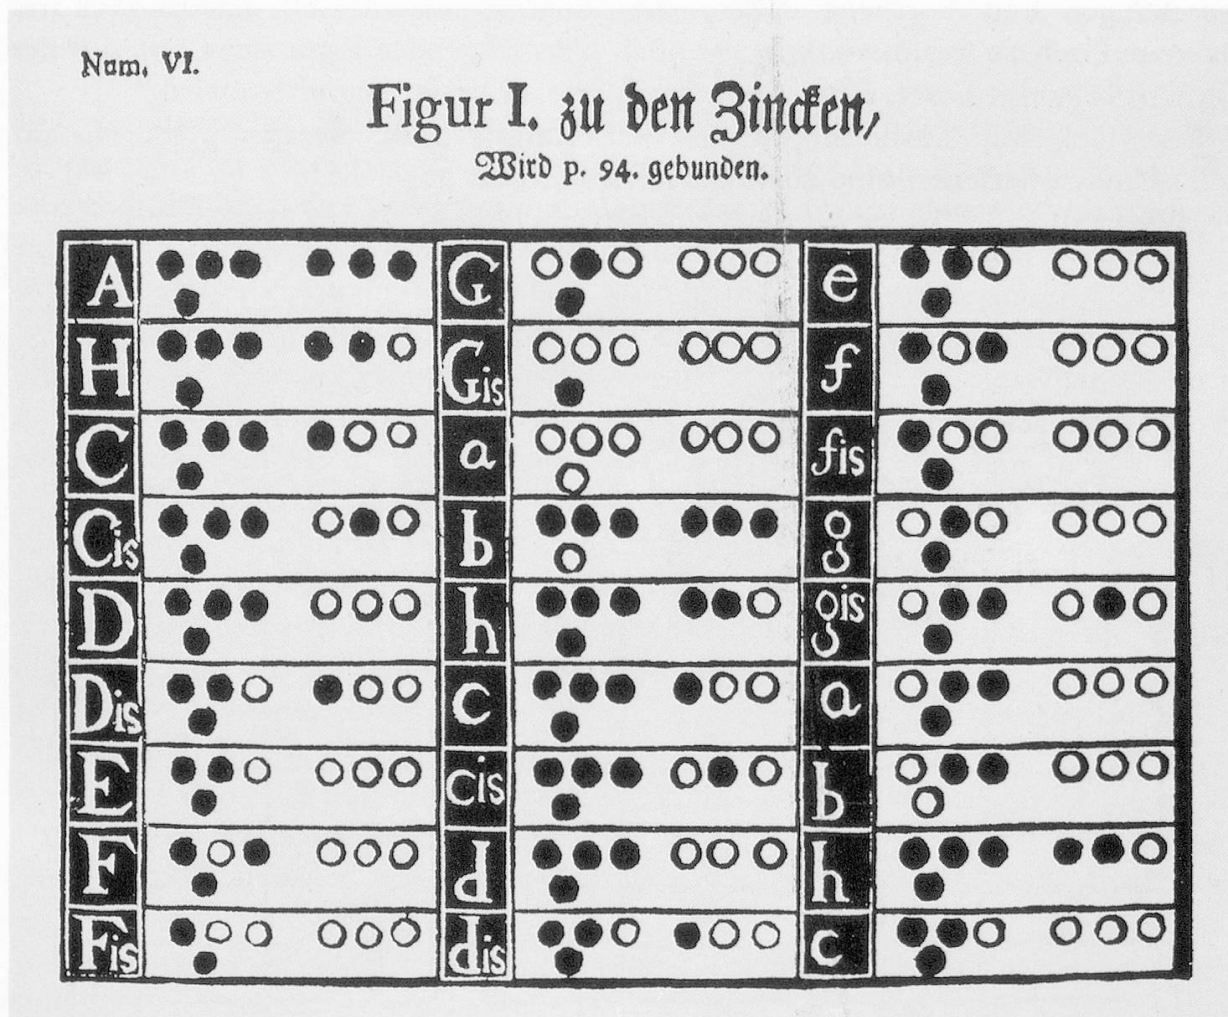 Num. VI.
Figur I. zu den Zincken,
Wird p. 94. gebunden.
A G e
H Gis f
C a fis
Cis b g
D h gis
Dis c a
E cis b
F d h
Fis dis c